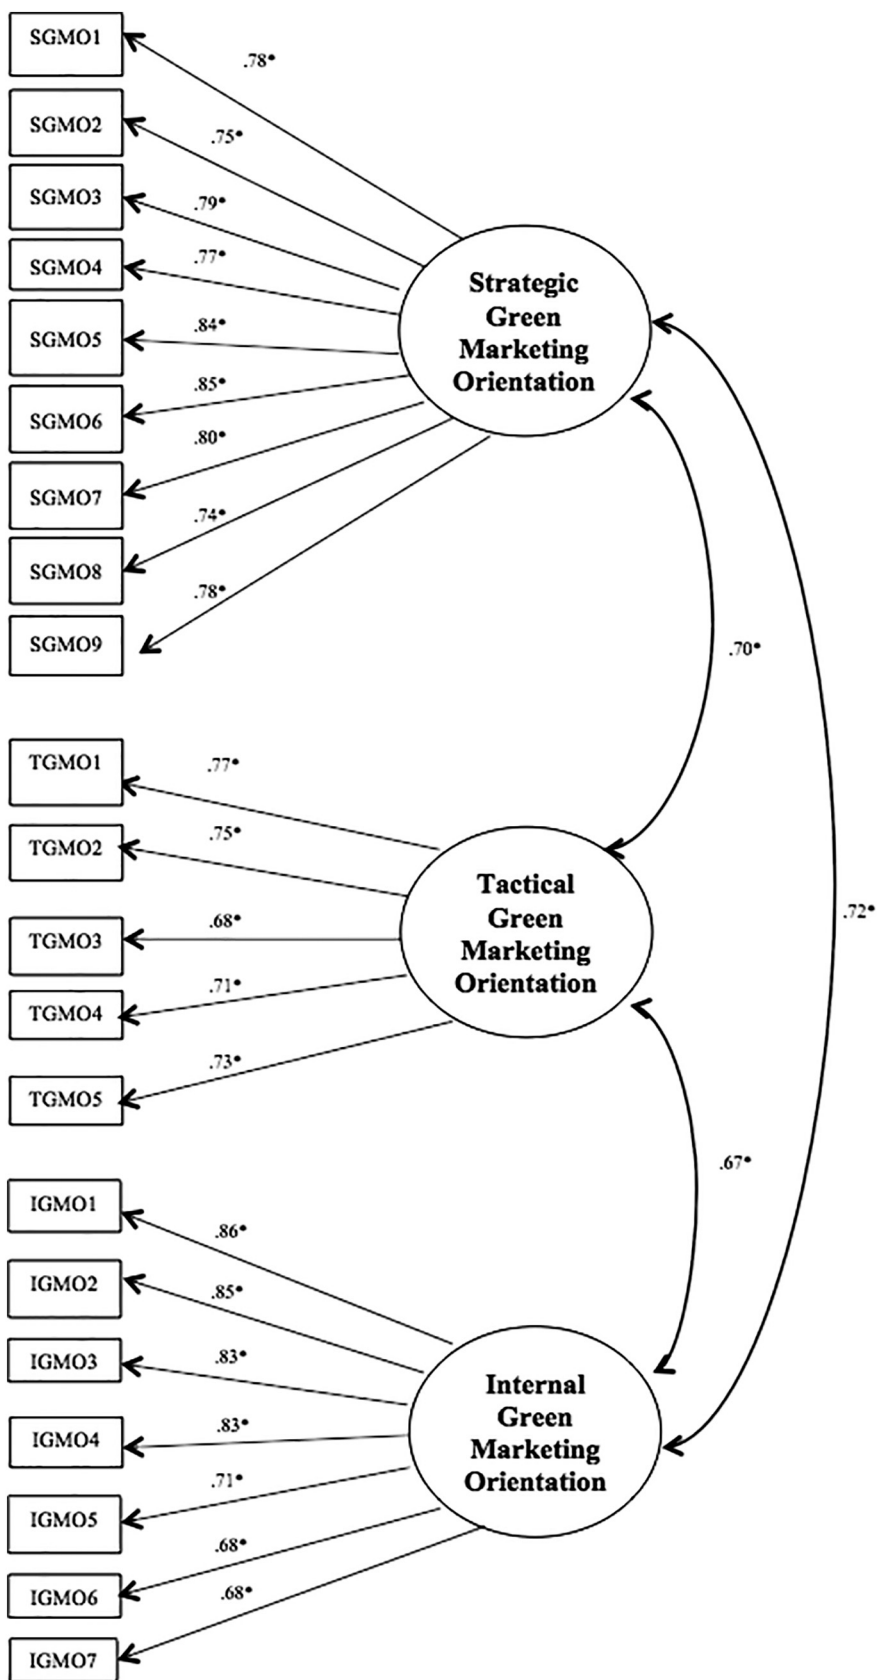 SGMO1
.78*
SGMO2
.75*
SGMO3
.79*
SGMO4
.77*
SGMO5
.84*
SGMO6
.85*
SGMO7
.80*
SGMO8
.74*
SGMO9
.78*
Strategic
Green
Marketing
Orientation
.70*
.72*
TGMO1
.77*
TGMO2
.75*
TGMO3
.68*
TGMO4
.71*
TGMO5
.73*
Tactical
Green
Marketing
Orientation
.67*
IGMO1
.86*
IGMO2
.85*
IGMO3
.83*
IGMO4
.83*
IGMO5
.71*
IGMO6
.68*
IGMO7
.68*
Internal
Green
Marketing
Orientation